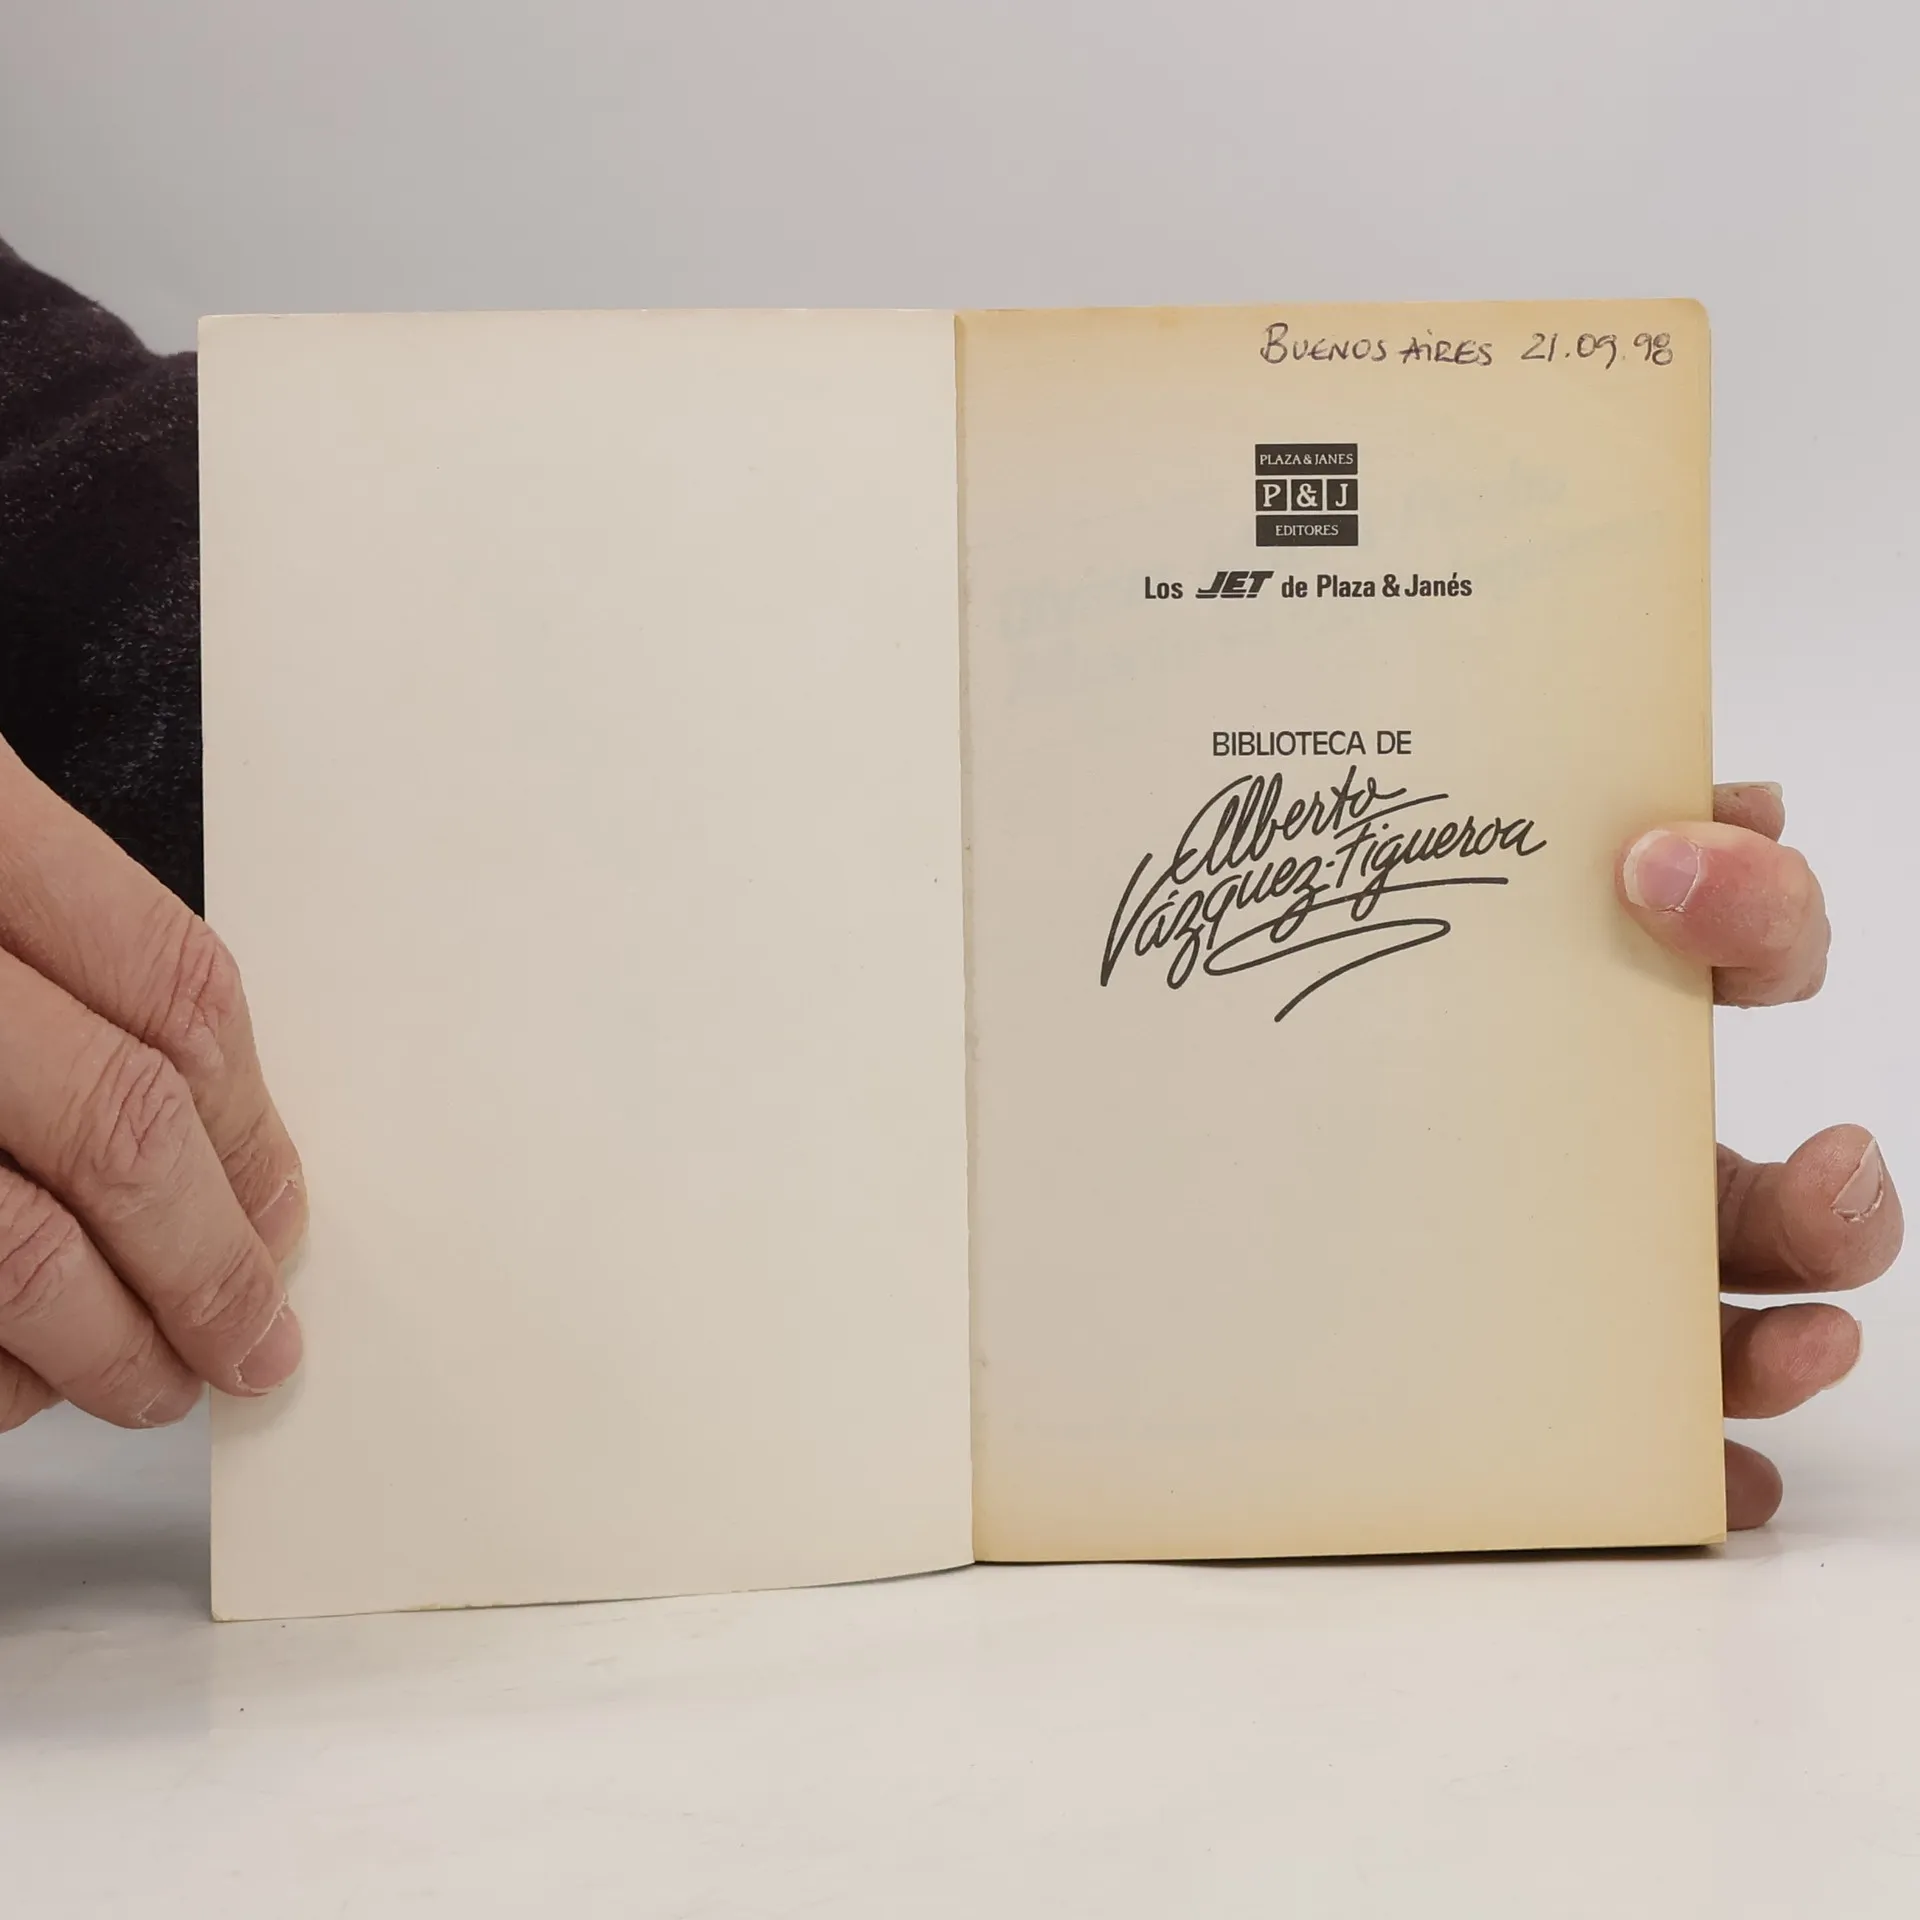 BUENOS AIRES 21.09.98
PLAZA & JANES
P & J
EDITORES
Los JET de Plaza & Janés
BIBLIOTECA DE
Alberto
Vázquez-Figueroa